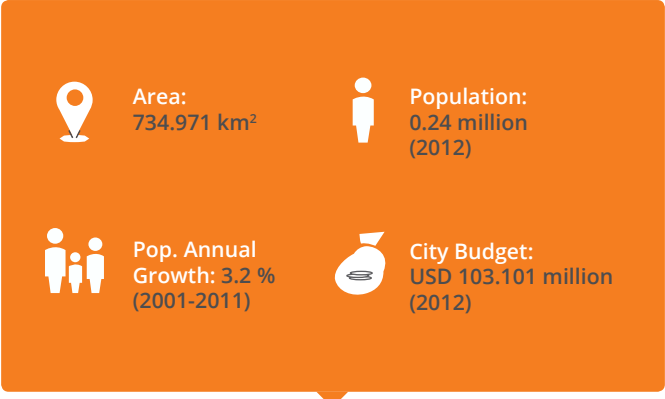 Area:
734.971 km²
Population:
0.24 million
(2012)
Pop. Annual
Growth: 3.2 %
(2001-2011)
City Budget:
USD 103.101 million
(2012)